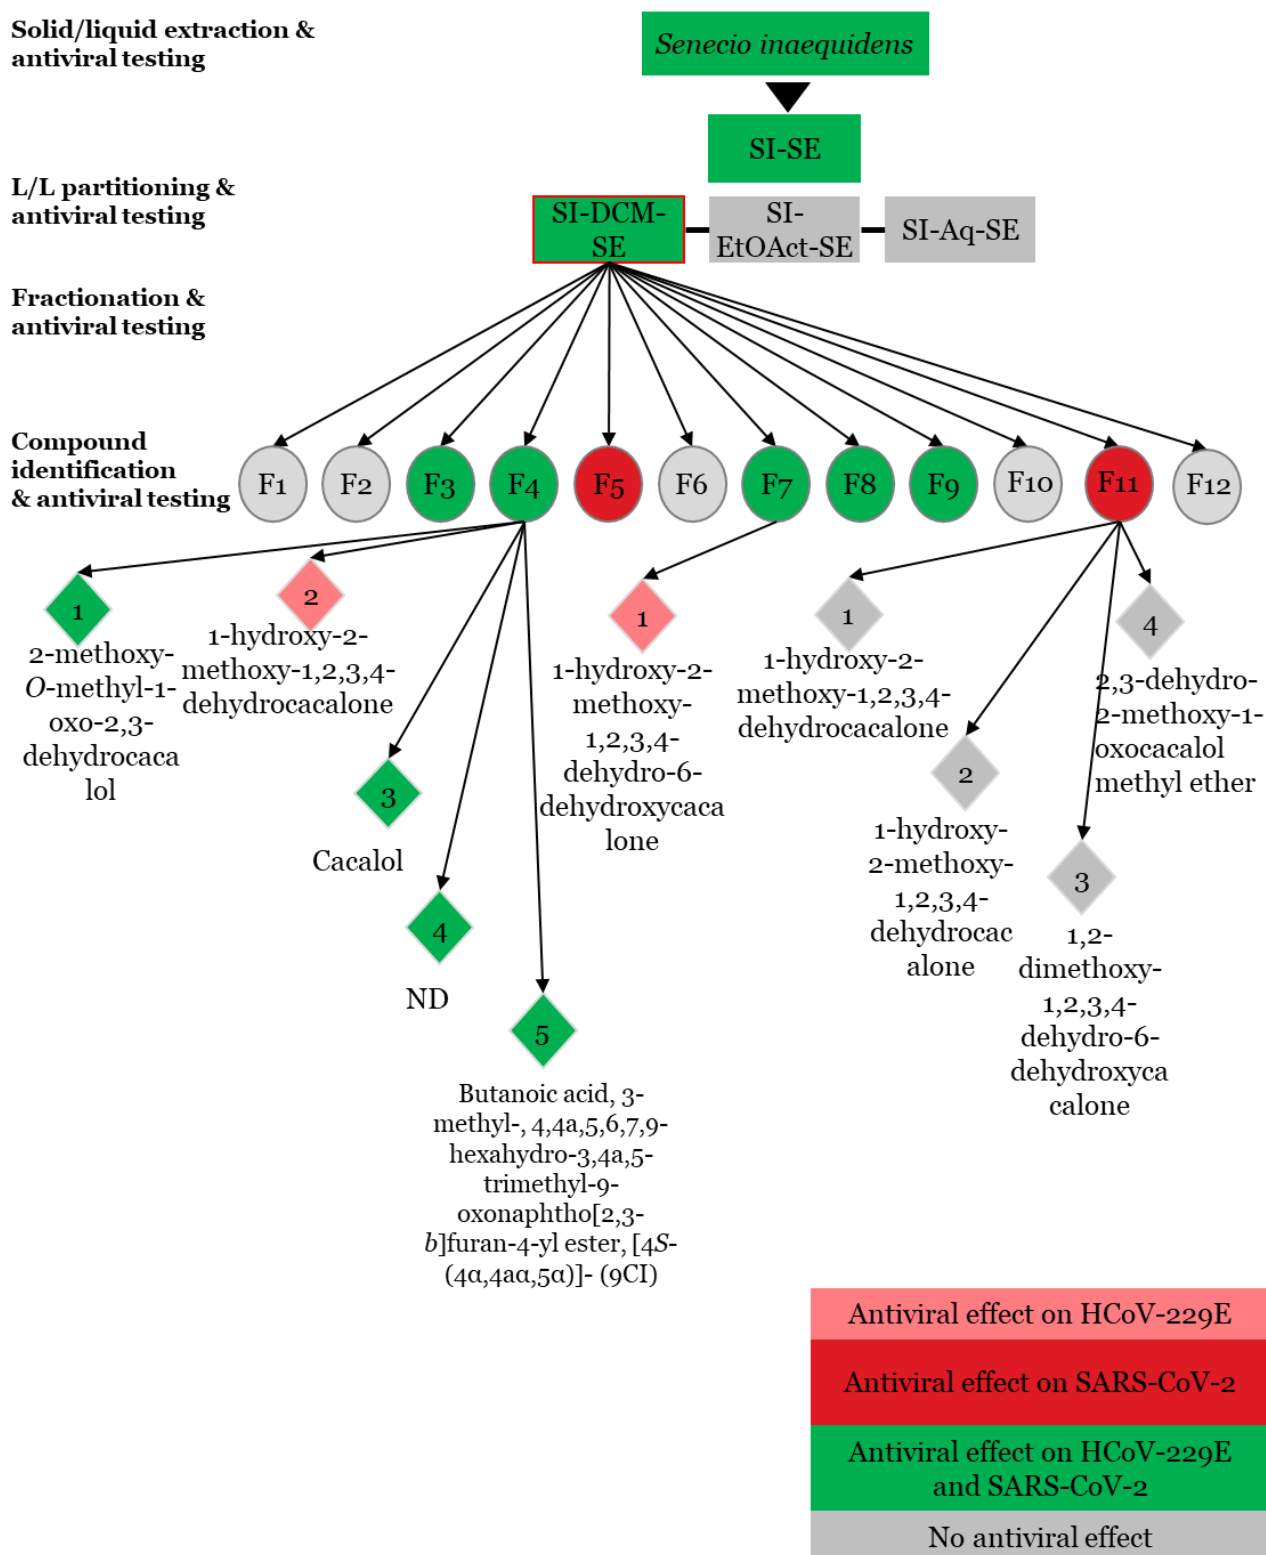 Solid/liquid extraction &
antiviral testing
Senecio inaequidens
SI-SE
L/L partitioning &
antiviral testing
SI-DCM-
SE
SI-
EtOAct-SE
SI-Aq-SE
Fractionation &
antiviral testing
Compound
identification
& antiviral testing
F1
F2
F3
F4
F5
F6
F7
F8
F9
F10
F11
F12
1
2-methoxy-
O-methyl-1-
oxo-2,3-
dehydrocaca
lol
2
1-hydroxy-2-
methoxy-1,2,3,4-
dehydrocacalone
3
Cacalol
4
ND
5
Butanoic acid, 3-
methyl-, 4,4a,5,6,7,9-
hexahydro-3,4a,5-
trimethyl-9-
oxonaphtho[2,3-
b]furan-4-yl ester, [4S-
(4α,4aα,5α)]- (9CI)
1
1-hydroxy-2-
methoxy-
1,2,3,4-
dehydro-6-
dehydroxycaca
lone
1
1-hydroxy-2-
methoxy-1,2,3,4-
dehydrocacalone
2
1-hydroxy-
2-methoxy-
1,2,3,4-
dehydrocac
alone
3
1,2-
dimethoxy-
1,2,3,4-
dehydro-6-
dehydroxyca
calone
4
2,3-dehydro-
2-methoxy-1-
oxocacalol
methyl ether
Antiviral effect on HCoV-229E
Antiviral effect on SARS-CoV-2
Antiviral effect on HCoV-229E
and SARS-CoV-2
No antiviral effect